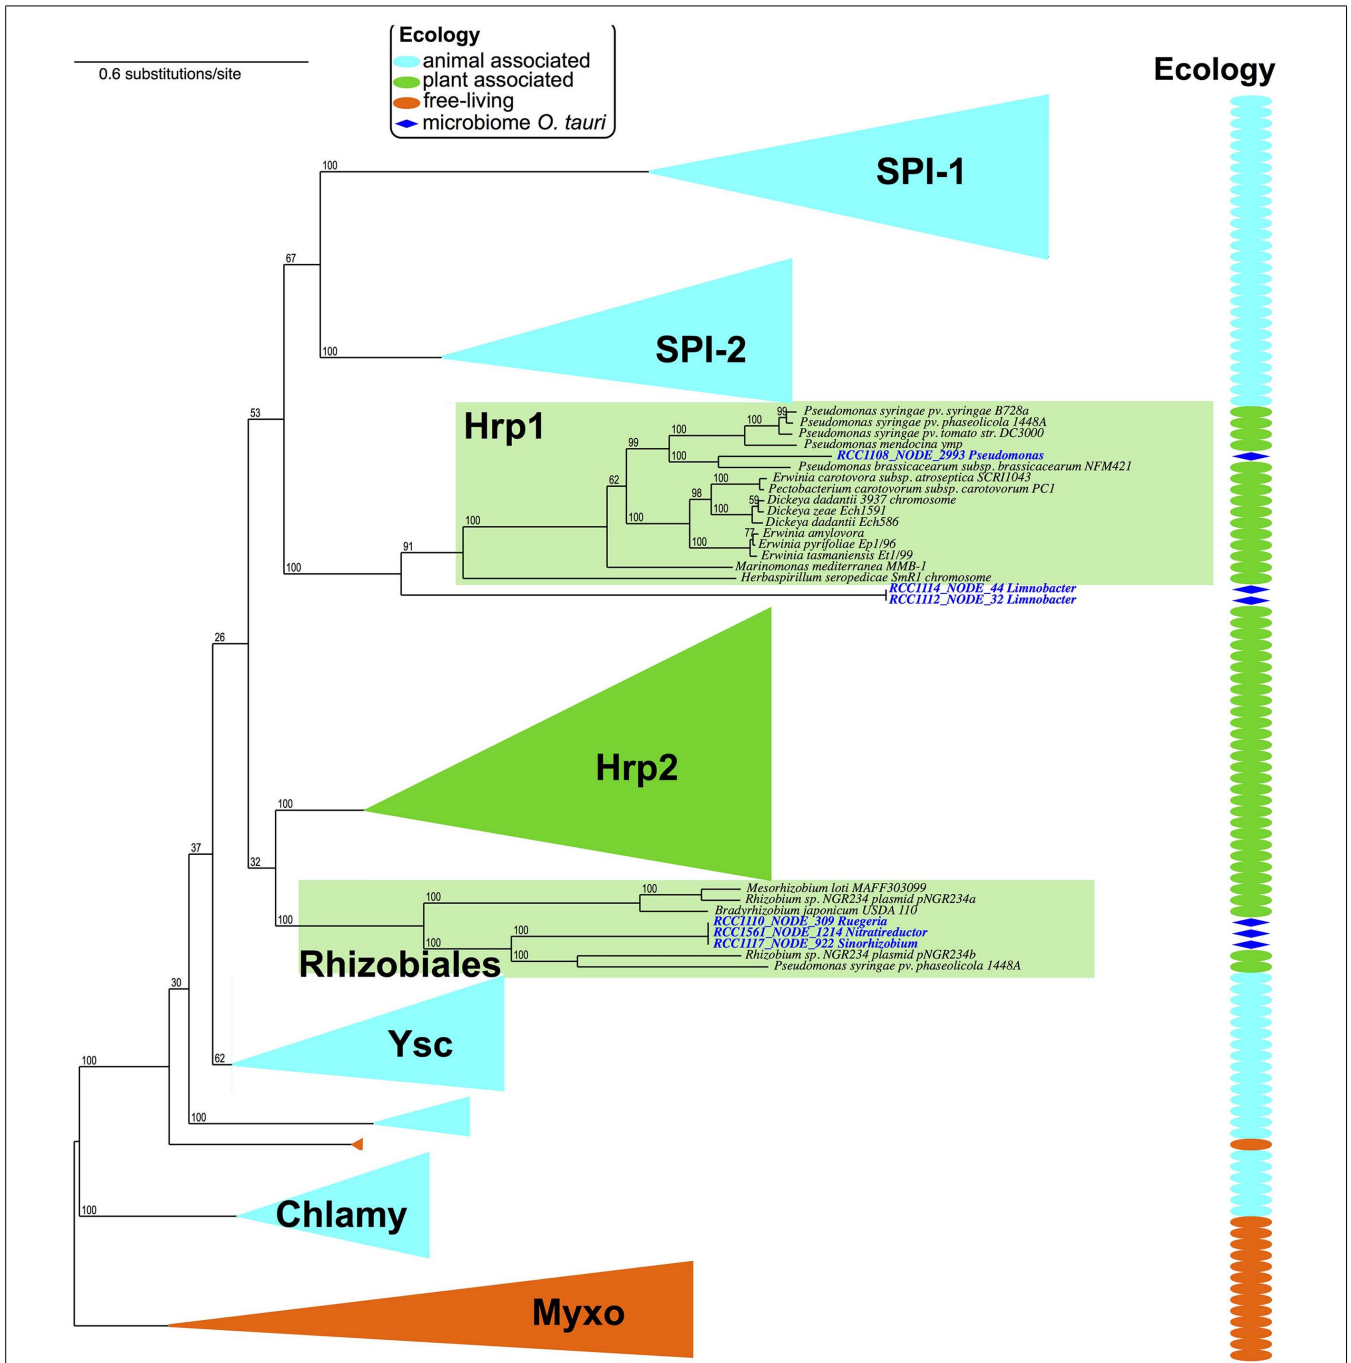 Ecology
animal associated
plant associated
free-living
microbiome O. tauri
0.6 substitutions/site
Ecology
100
SPI-1
67
100
SPI-2
53
Hrp1
99
Pseudomonas syringae pv. syringae B728a
100
Pseudomonas syringae pv. phaseolicola 1448A
100
Pseudomonas syringae pv. tomato str. DC3000
99
Pseudomonas mendocina ymp
100
RCC1108_NODE_2993 Pseudomonas
Pseudomonas brassicacearum subsp. brassicacearum NFM421
62
100
Erwinia carotovora subsp. atroseptica SCRI1043
98
Pectobacterium carotovorum subsp. carotovorum PC1
59
Dickeya dadantii 3937 chromosome
100
Dickeya zeae Ech1591
100
100
Dickeya dadantii Ech586
77
Erwinia amylovora
100
Erwinia pyrifoliae Ep1/96
91
Erwinia tasmaniensis Et1/99
Marinomonas mediterranea MMB-1
100
Herbaspirillum seropedicae SmR1 chromosome
RCC1114_NODE_44 Limnobacter
RCC1112_NODE_32 Limnobacter
26
Hrp2
100
37
32
100
Mesorhizobium loti MAFF303099
100
Rhizobium sp. NGR234 plasmid pNGR234a
Bradyrhizobium japonicum USDA 110
100
RCC1110_NODE_309 Ruegeria
100
RCC1561_NODE_1214 Nitratireductor
100
RCC1117_NODE_922 Sinorhizobium
100
Rhizobium sp. NGR234 plasmid pNGR234b
Rhizobiales
Pseudomonas syringae pv. phaseolicola 1448A
30
Ysc
62
100
100
100
Chlamy
Myxo